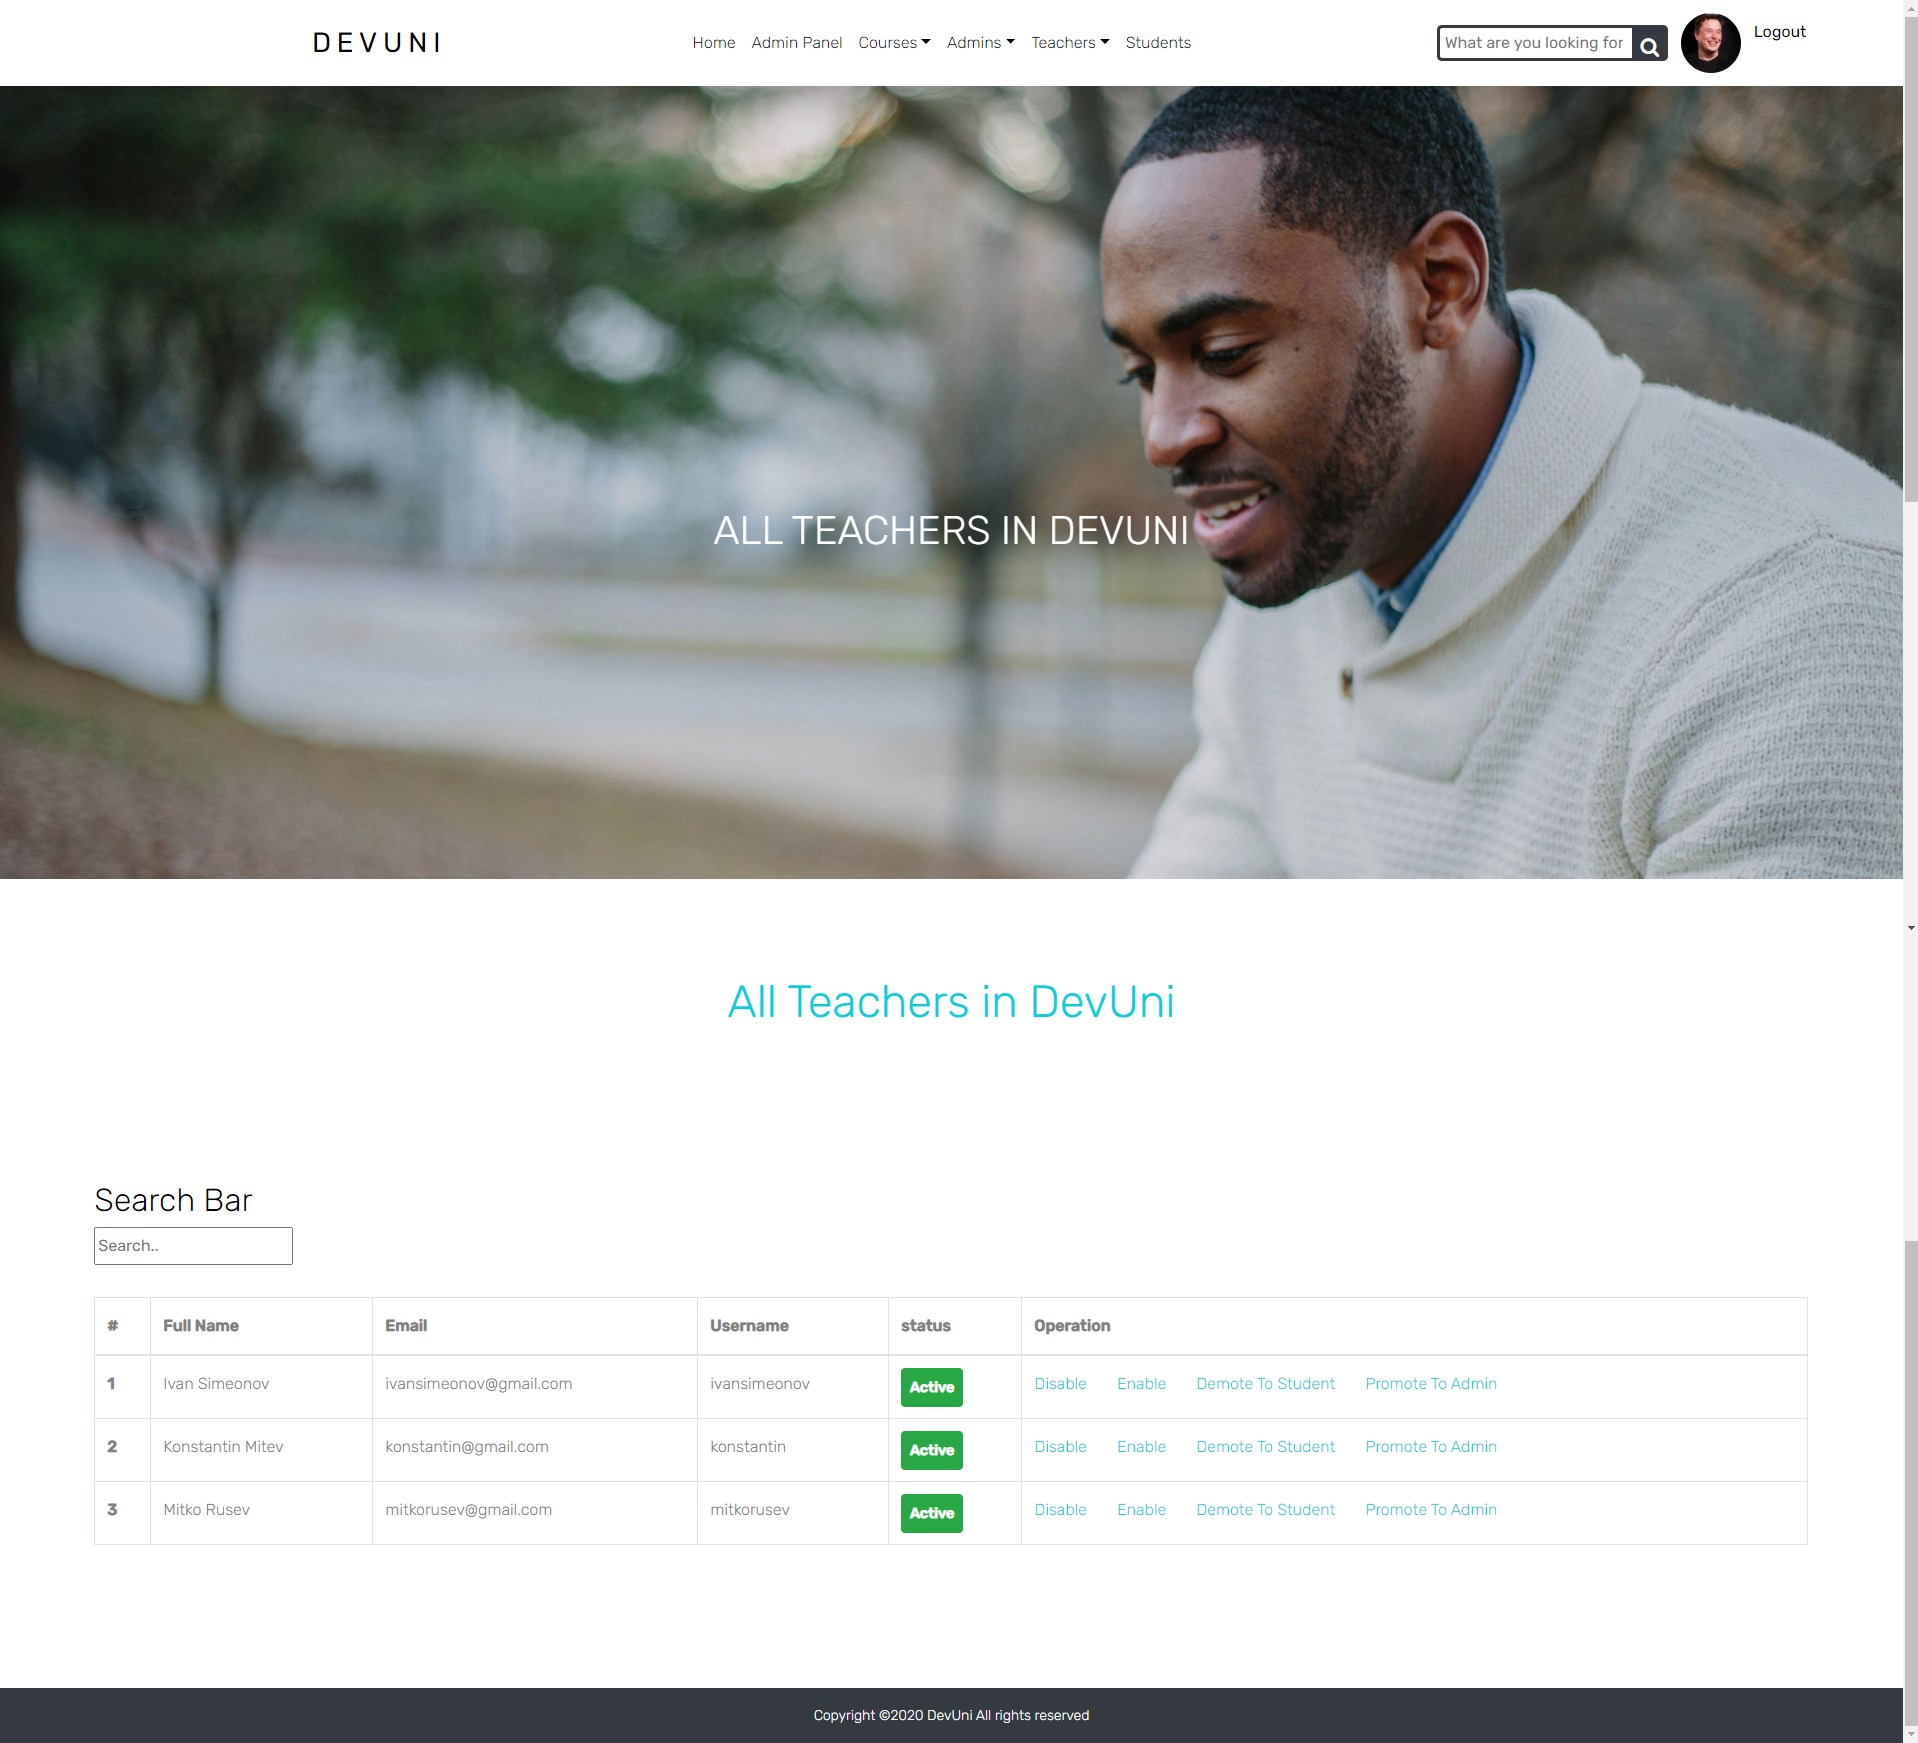 DEVUNI
Home Admin Panel Courses Admins Teachers Students
What are you looking for
Logout
ALL TEACHERS IN DEVUNI
All Teachers in DevUni
Search Bar
Search..
# Full Name Email Username status Operation
1 Ivan Simeonov ivansimeonov@gmail.com ivansimeonov Active Disable Enable Demote To Student Promote To Admin
2 Konstantin Mitev konstantin@gmail.com konstantin Active Disable Enable Demote To Student Promote To Admin
3 Mitko Rusev mitkorusev@gmail.com mitkorusev Active Disable Enable Demote To Student Promote To Admin
Copyright ©2020 DevUni All rights reserved